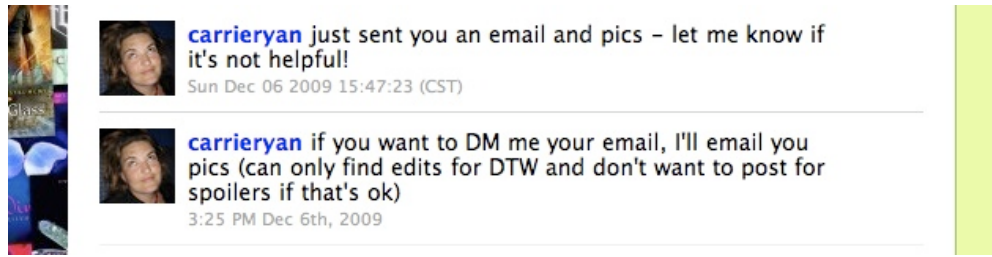 carrieryan just sent you an email and pics – let me know if
it's not helpful!
Sun Dec 06 2009 15:47:23 (CST)
carrieryan if you want to DM me your email, I'll email you
pics (can only find edits for DTW and don't want to post for
spoilers if that's ok)
3:25 PM Dec 6th, 2009
Glass